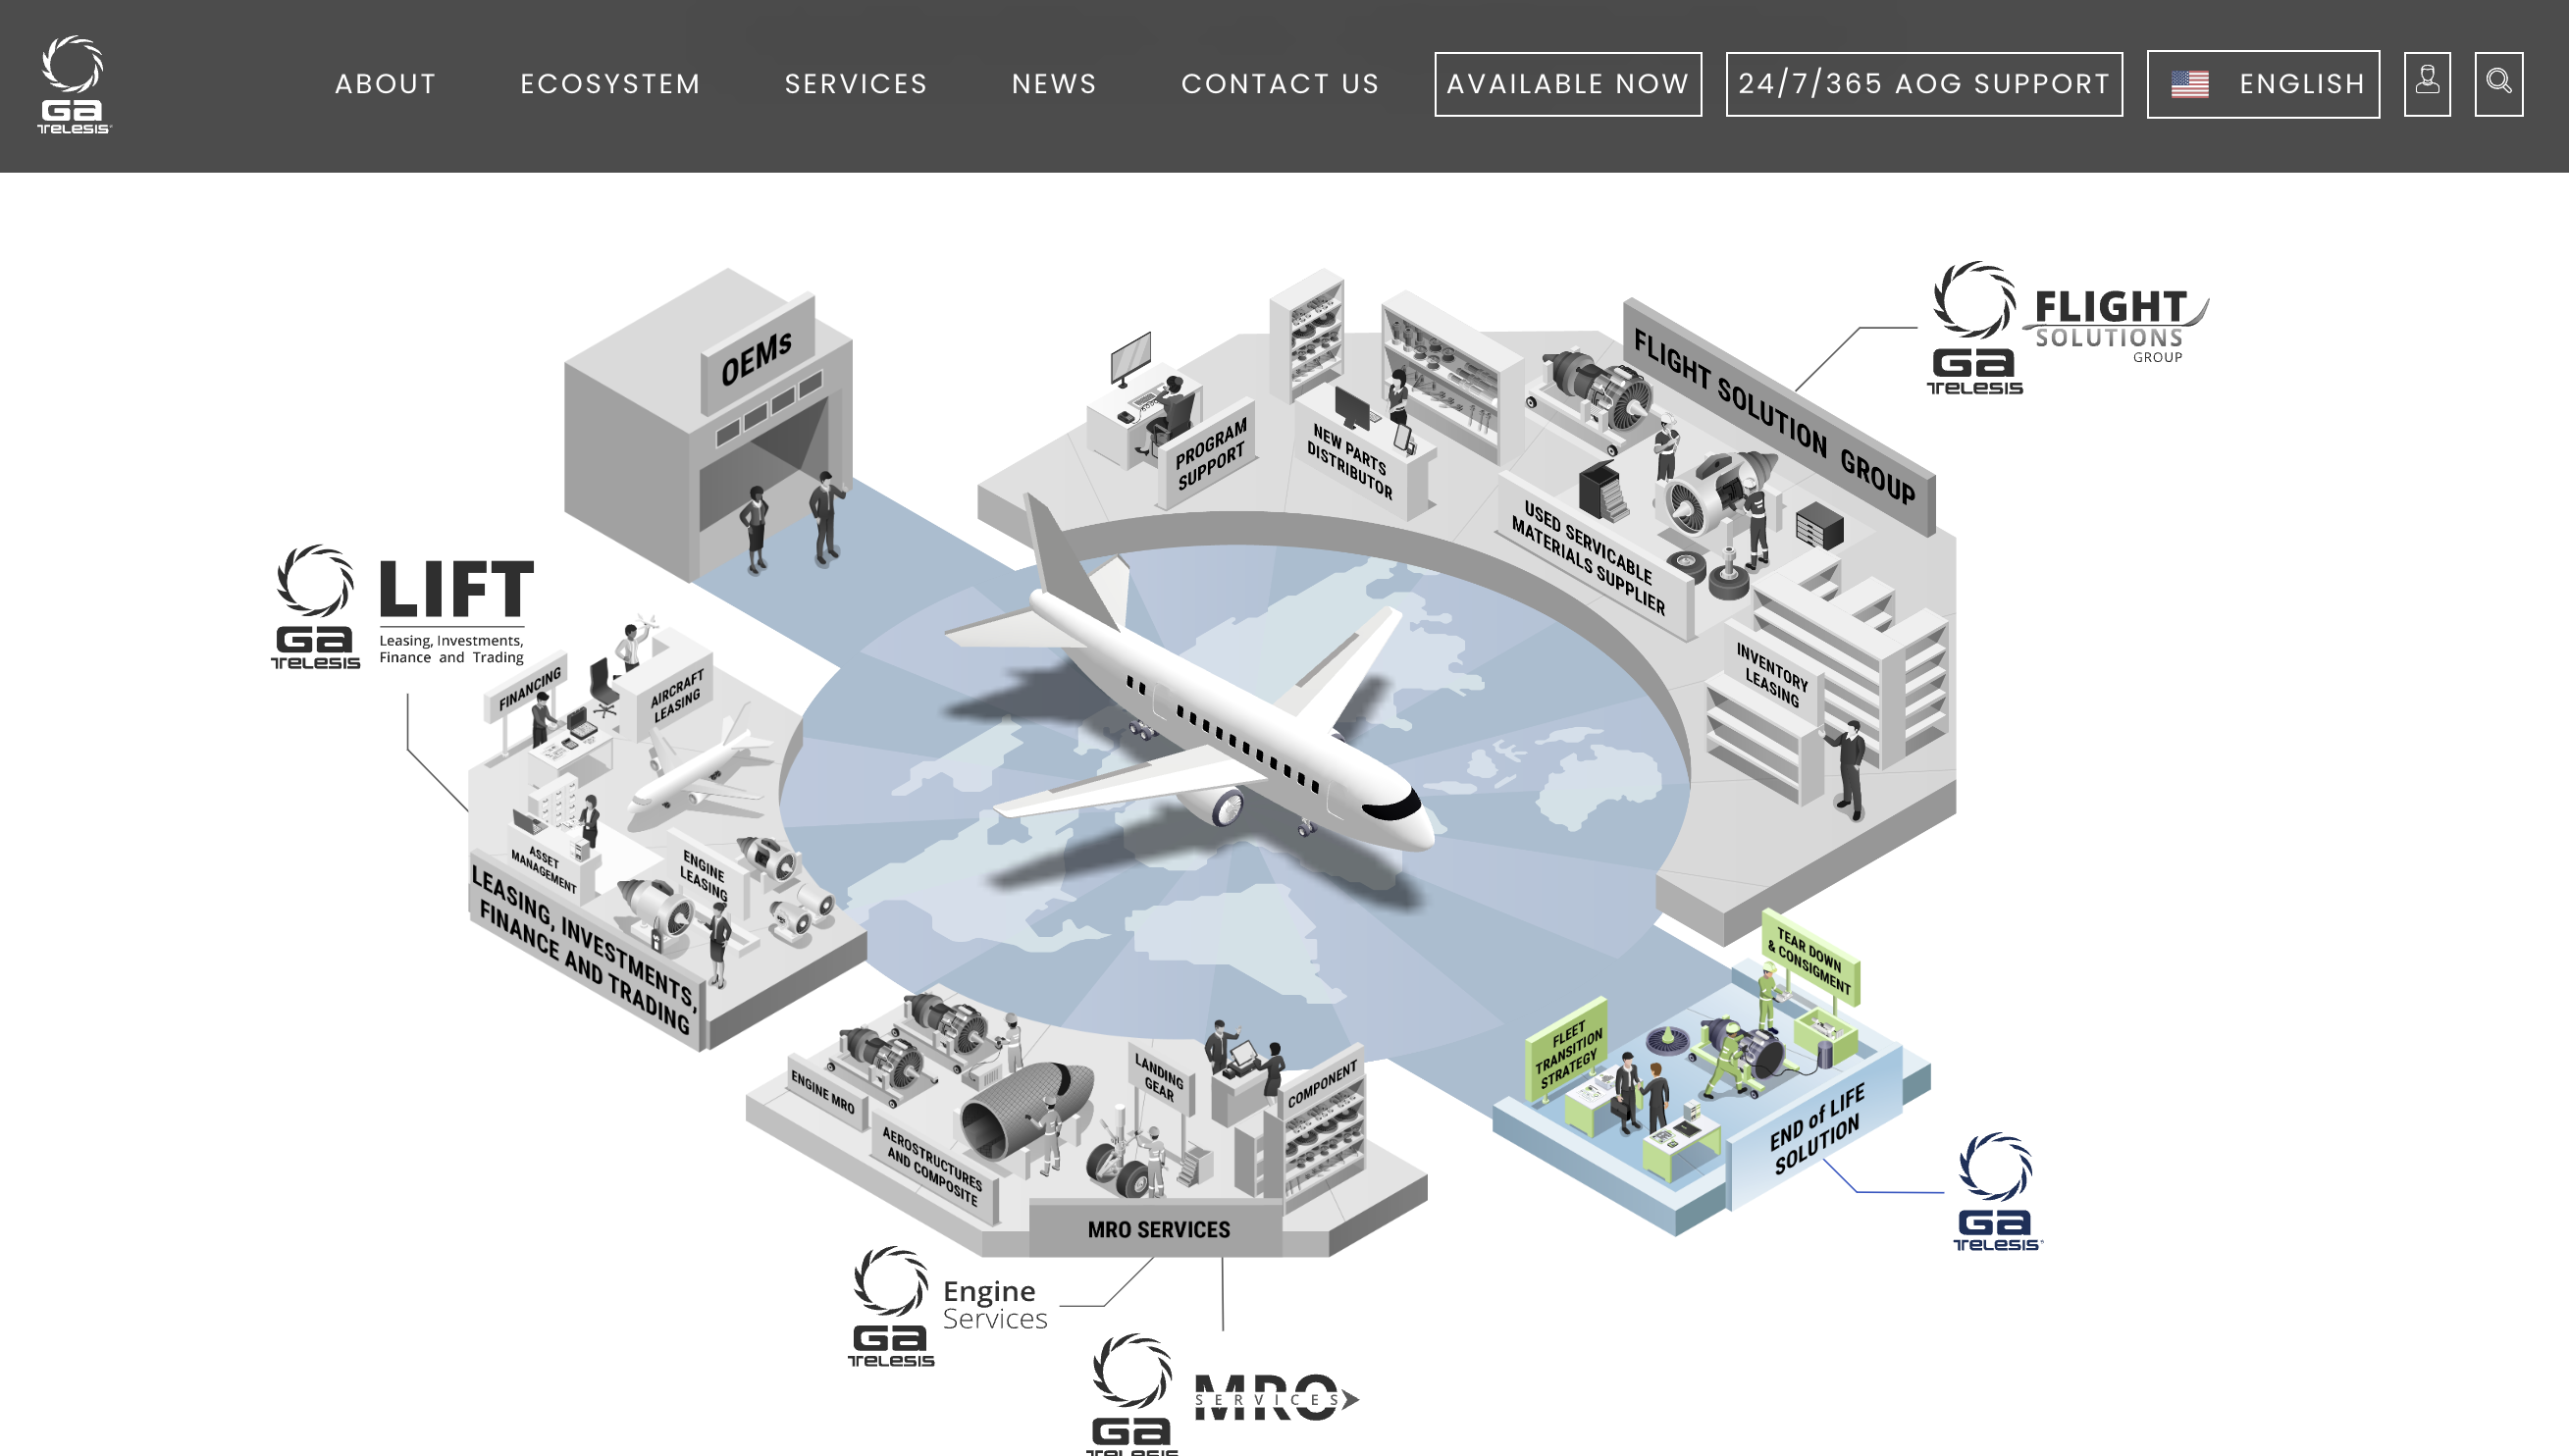 Ga
TELESIS
ABOUT
ECOSYSTEM
SERVICES
NEWS
CONTACT US
AVAILABLE NOW
24/7/365 AOG SUPPORT
ENGLISH
OEMs
PROGRAM
SUPPORT
NEW PARTS
DISTRIBUTOR
FLIGHT SOLUTION GROUP
Ga
TELESIS
FLIGHT
SOLUTIONS
GROUP
USED SERVICABLE
MATERIALS SUPPLIER
INVENTORY
LEASING
Ga
TELESIS
LIFT
Leasing, Investments,
Finance and Trading
FINANCING
AIRCRAFT
LEASING
ASSET
MANAGEMENT
ENGINE
LEASING
LEASING, INVESTMENTS,
FINANCE AND TRADING
TEAR DOWN
& CONSIGMENT
FLEET
TRANSITION
STRATEGY
END of LIFE
SOLUTION
Ga
TELESIS
ENGINE MRO
AEROSTRUCTURES
AND COMPOSITE
LANDING
GEAR
COMPONENT
MRO SERVICES
Ga
TELESIS
Engine
Services
Ga
TELESIS
MRO
SERVICES